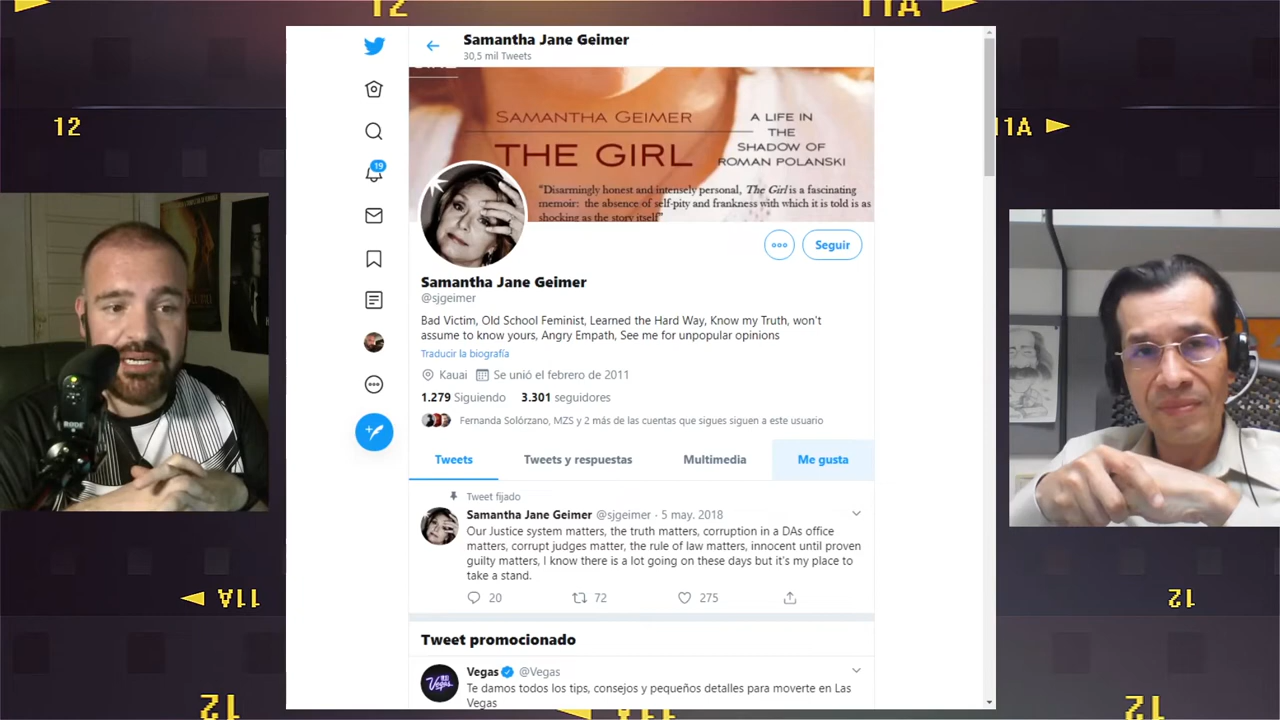 12
11A
12
11A
Samantha Jane Geimer
30,5 mil Tweets
SAMANTHA GEIMER
THE GIRL
A LIFE IN
THE
SHADOW OF
ROMAN POLANSKI
“Disarmingly honest and intensely personal, The Girl is a fascinating
memoir: the absence of self-pity and frankness with which it is told is as
shocking as the story itself”
19
Seguir
Samantha Jane Geimer
@sjgeimer
Bad Victim, Old School Feminist, Learned the Hard Way, Know my Truth, won't
assume to know yours, Angry Empath, See me for unpopular opinions
Traducir la biografía
Kauai Se unió el febrero de 2011
1.279 Siguiendo 3.301 seguidores
Fernanda Solórzano, MZS y 2 más de las cuentas que sigues siguen a este usuario
Tweets Tweets y respuestas Multimedia Me gusta
Tweet fijado
Samantha Jane Geimer @sjgeimer · 5 may. 2018
Our Justice system matters, the truth matters, corruption in a DAs office
matters, corrupt judges matter, the rule of law matters, innocent until proven
guilty matters, I know there is a lot going on these days but it's my place to
take a stand.
20 72 275
Tweet promocionado
Vegas @Vegas
Te damos todos los tips, consejos y pequeños detalles para moverte en Las
Vegas
RODE
11A
12
12
11A
12